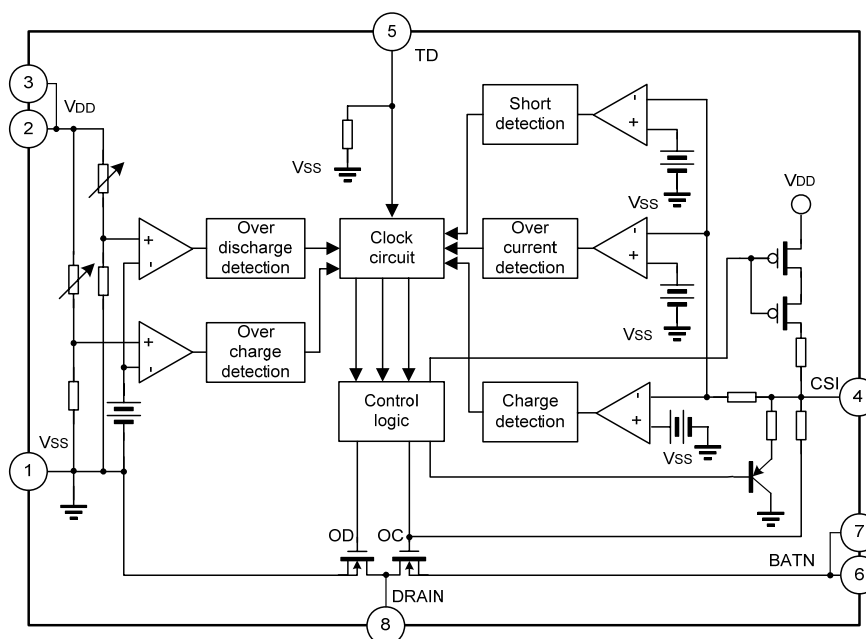 5
TD
3
VDD
2
Short
detection
-
+
VSS
VSS
VDD
+
-
Over
discharge
detection
Clock
circuit
Over
current
detection
-
+
VSS
+
-
Over
charge
detection
Control
logic
Charge
detection
-
+
VSS
CSI
4
VSS
1
OD
OC
BATN
7
6
DRAIN
8